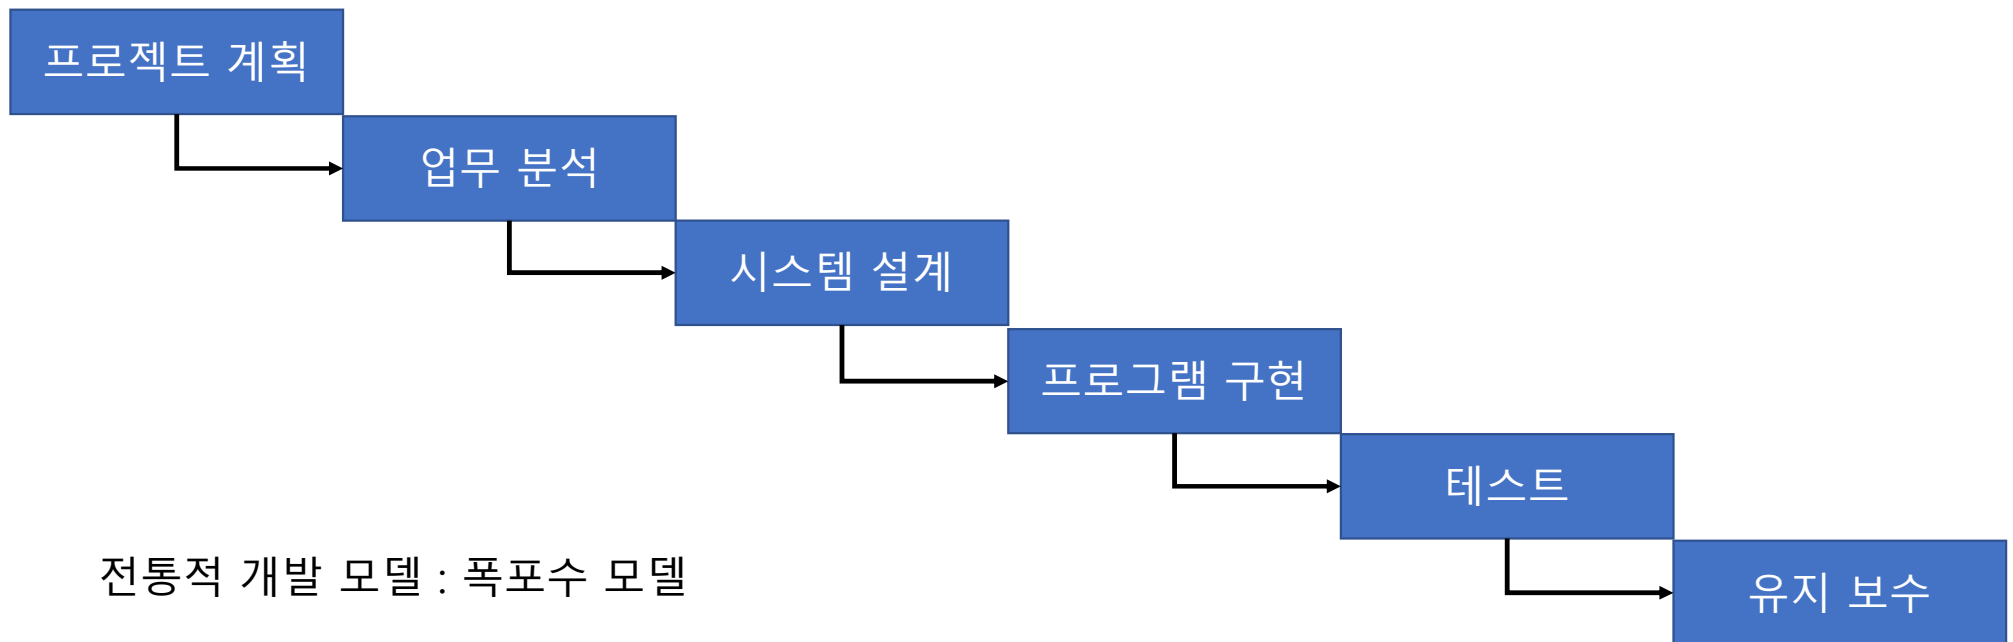 프로젝트 계획
업무 분석
시스템 설계
프로그램 구현
테스트
유지 보수
전통적 개발 모델 : 폭포수 모델